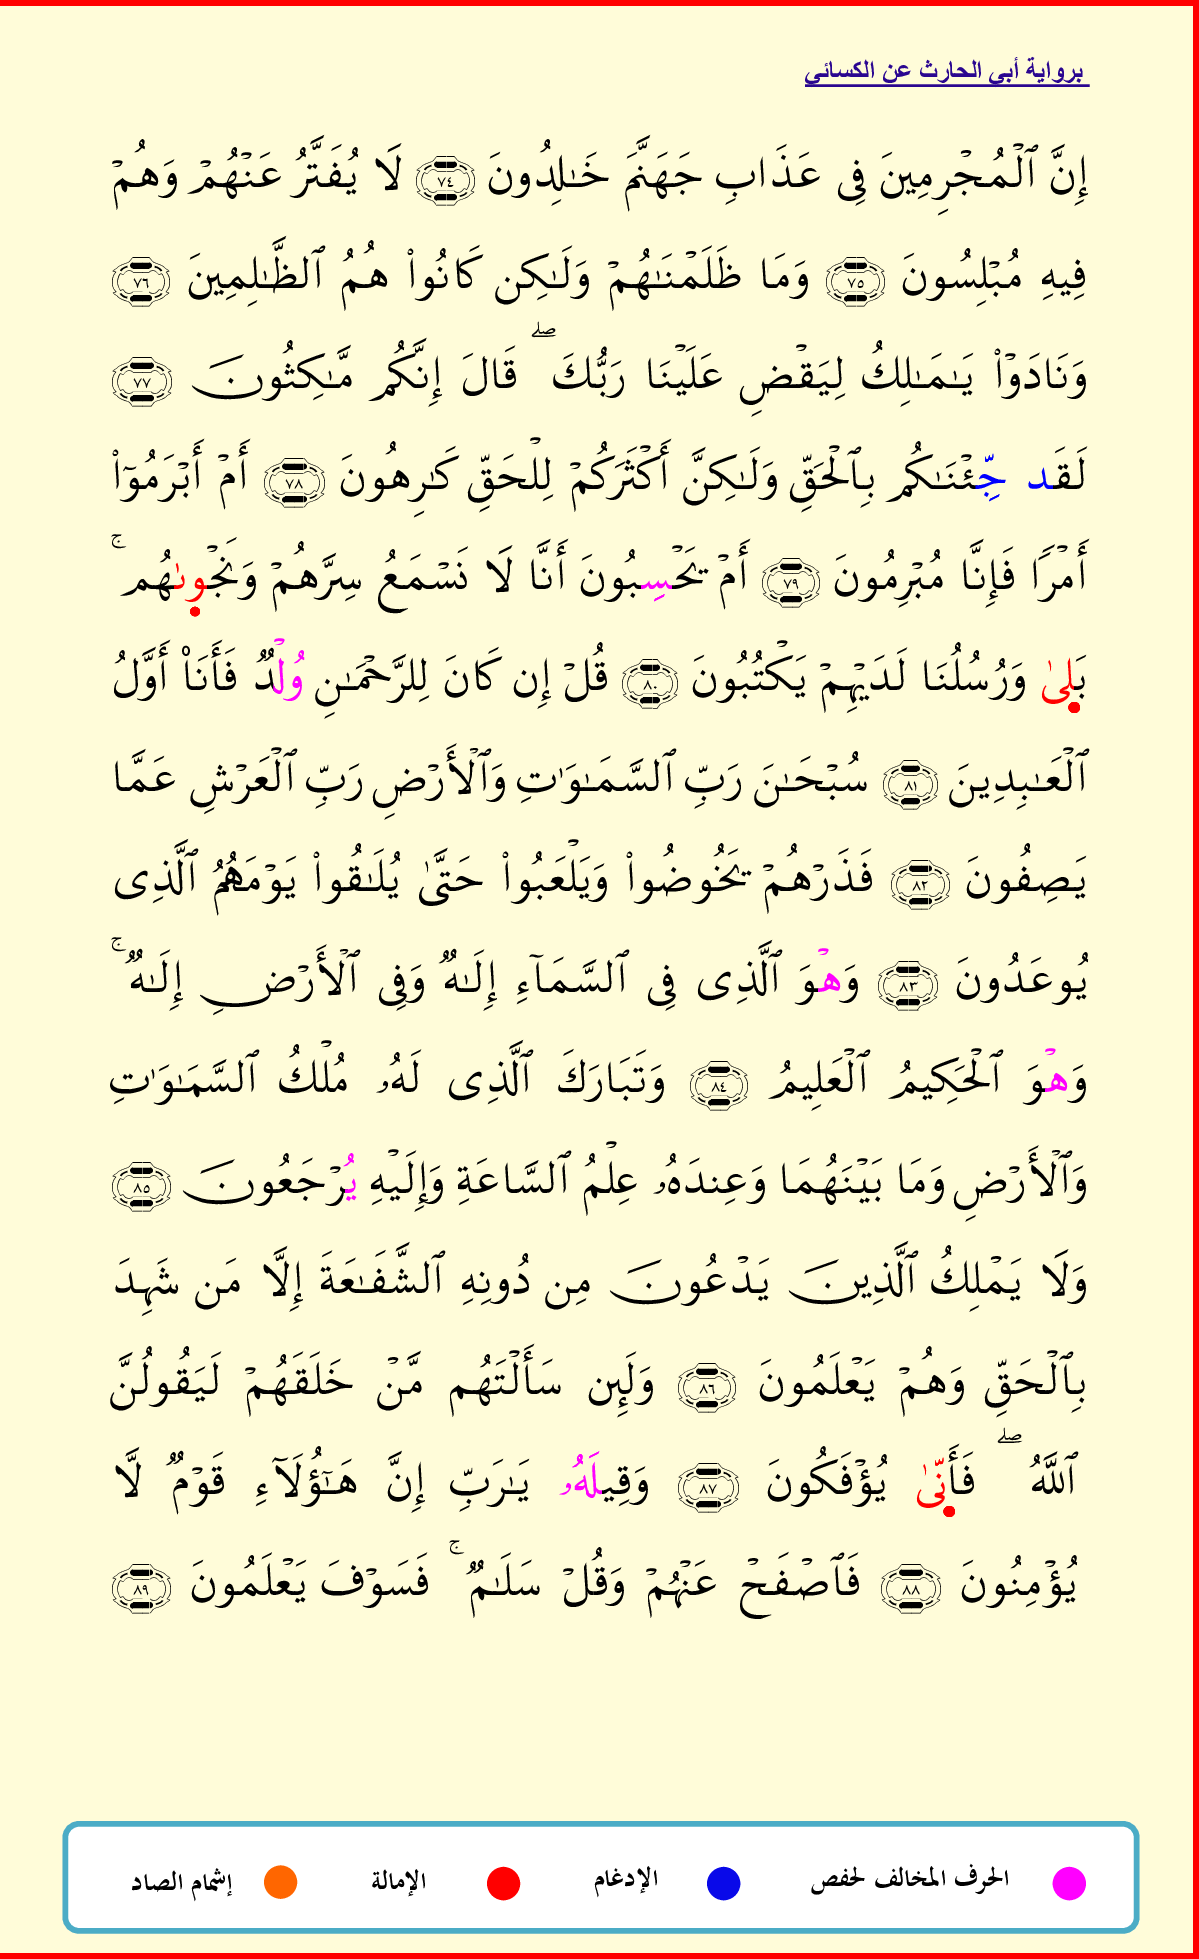 برواية أبي الحارث عن الكسائي
إِنَّ ٱلْمُجْرِمِينَ فِى عَذَابِ جَهَنَّمَ خَـٰلِدُونَ ٧٤ لَا يُفَتَّرُ عَنْهُمْ وَهُمْ
فِيهِ مُبْلِسُونَ ٧٥ وَمَا ظَلَمْنَـٰهُمْ وَلَـٰكِن كَانُوا۟ هُمُ ٱلظَّـٰلِمِينَ ٧٦
وَنَادَوْا۟ يَـٰمَـٰلِكُ لِيَقْضِ عَلَيْنَا رَبُّكَ ۖ قَالَ إِنَّكُم مَّـٰكِثُونَ ٧٧
لَقَد جِّئْنَـٰكُم بِٱلْحَقِّ وَلَـٰكِنَّ أَكْثَرَكُمْ لِلْحَقِّ كَـٰرِهُونَ ٧٨ أَمْ أَبْرَمُوٓا۟
أَمْرًا فَإِنَّا مُبْرِمُونَ ٧٩ أَمْ يَحْسِبُونَ أَنَّا لَا نَسْمَعُ سِرَّهُمْ وَنَجْوىٰهُم ۚ
بَلىٰ وَرُسُلُنَا لَدَيْهِمْ يَكْتُبُونَ ٨٠ قُلْ إِن كَانَ لِلرَّحْمَـٰنِ وُلْدٌ فَأَنَا۠ أَوَّلُ
ٱلْعَـٰبِدِينَ ٨١ سُبْحَـٰنَ رَبِّ ٱلسَّمَـٰوَٰتِ وَٱلْأَرْضِ رَبِّ ٱلْعَرْشِ عَمَّا
يَصِفُونَ ٨٢ فَذَرْهُمْ يَخُوضُوا۟ وَيَلْعَبُوا۟ حَتَّىٰ يُلَـٰقُوا۟ يَوْمَهُمُ ٱلَّذِى
يُوعَدُونَ ٨٣ وَهْوَ ٱلَّذِى فِى ٱلسَّمَآءِ إِلَـٰهٌ وَفِى ٱلْأَرْضِ إِلَـٰهٌ ۚ
وَهْوَ ٱلْحَكِيمُ ٱلْعَلِيمُ ٨٤ وَتَبَارَكَ ٱلَّذِى لَهُۥ مُلْكُ ٱلسَّمَـٰوَٰتِ
وَٱلْأَرْضِ وَمَا بَيْنَهُمَا وَعِندَهُۥ عِلْمُ ٱلسَّاعَةِ وَإِلَيْهِ يُرْجَعُونَ ٨٥
وَلَا يَمْلِكُ ٱلَّذِينَ يَدْعُونَ مِن دُونِهِ ٱلشَّفَـٰعَةَ إِلَّا مَن شَهِدَ
بِٱلْحَقِّ وَهُمْ يَعْلَمُونَ ٨٦ وَلَئِن سَأَلْتَهُم مَّنْ خَلَقَهُمْ لَيَقُولُنَّ
ٱللَّهُ ۖ فَأَنِّىٰ يُؤْفَكُونَ ٨٧ وَقِيلَهُۥ يَـٰرَبِّ إِنَّ هَـٰٓؤُلَآءِ قَوْمٌ لَّا
يُؤْمِنُونَ ٨٨ فَٱصْفَحْ عَنْهُمْ وَقُلْ سَلَـٰمٌ ۚ فَسَوْفَ يَعْلَمُونَ ٨٩
الحرف المخالف لحفص الإدغام الإمالة إشمام الصاد